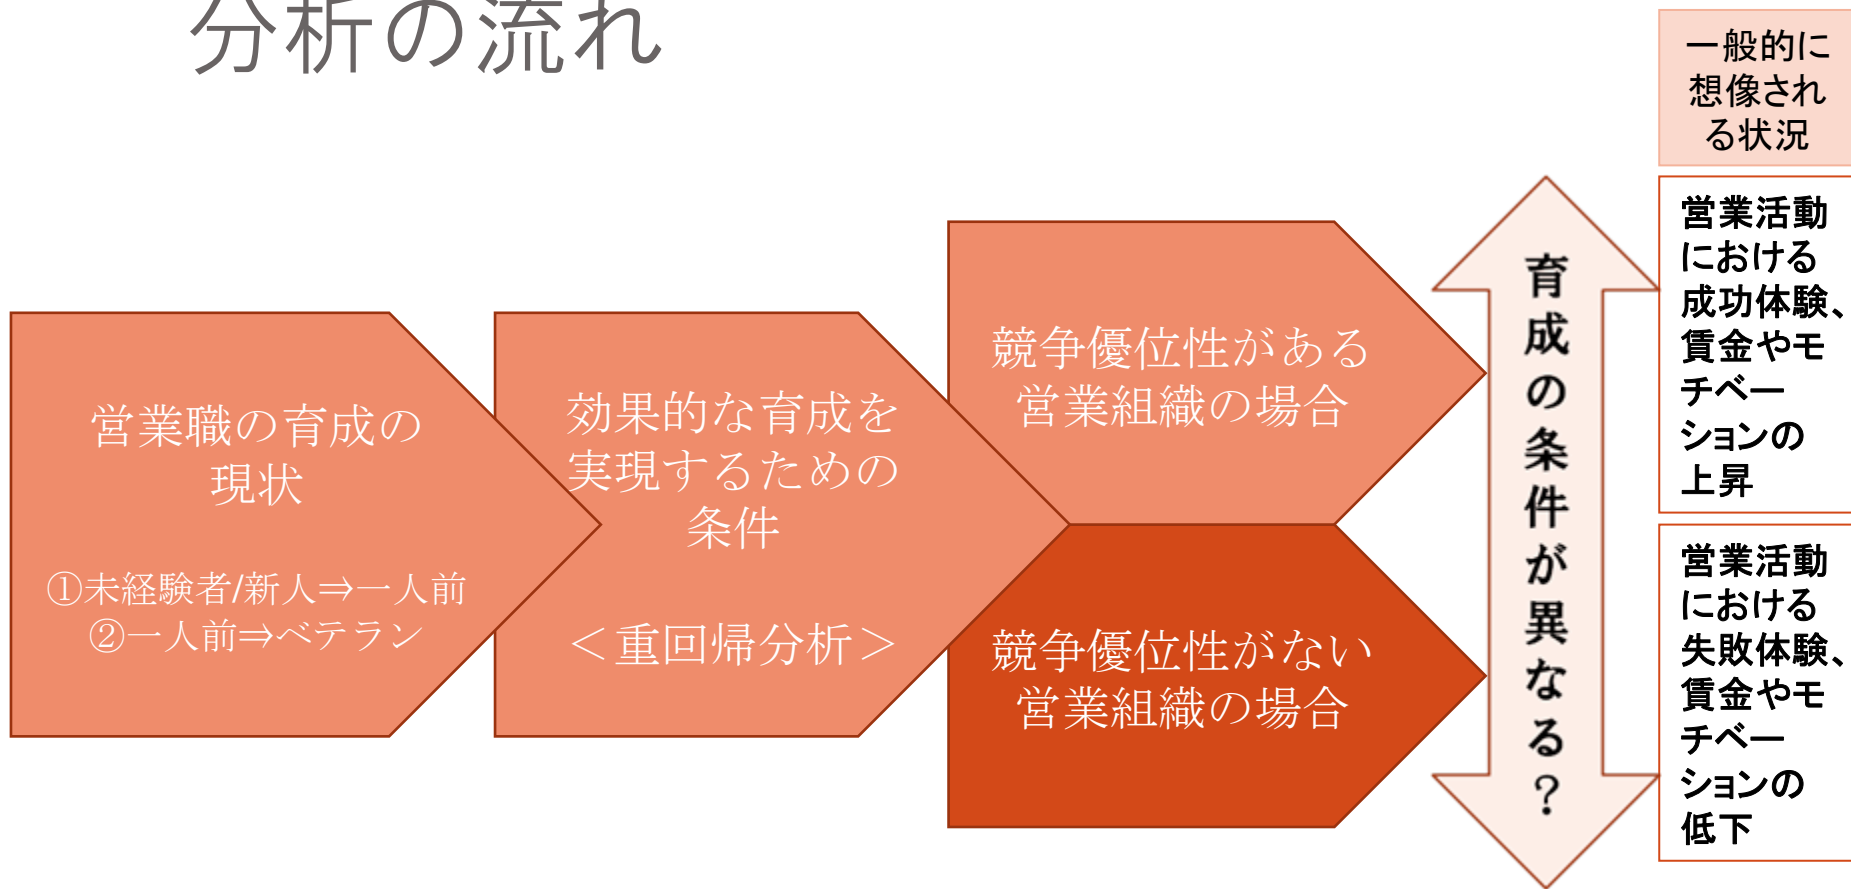 分析の流れ
営業職の育成の
現状
①未経験者/新人⇒一人前
②一人前⇒ベテラン
効果的な育成を
実現するための
条件
＜重回帰分析＞
競争優位性がある
営業組織の場合
競争優位性がない
営業組織の場合
育成の条件が異なる？
一般的に
想像され
る状況
営業活動
における
成功体験、
賃金やモ
チベー
ションの
上昇
営業活動
における
失敗体験、
賃金やモ
チベー
ションの
低下